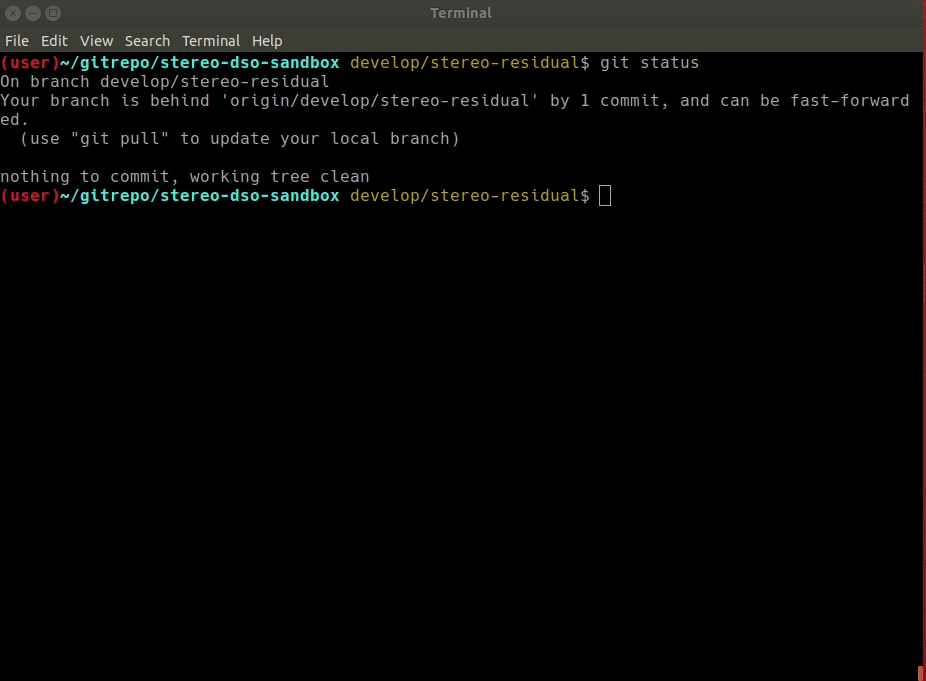 Terminal
File Edit View Search Terminal Help
(user)~/gitrepo/stereo-dso-sandbox develop/stereo-residual$ git status
On branch develop/stereo-residual
Your branch is behind 'origin/develop/stereo-residual' by 1 commit, and can be fast-forward
ed.
  (use "git pull" to update your local branch)

nothing to commit, working tree clean
(user)~/gitrepo/stereo-dso-sandbox develop/stereo-residual$